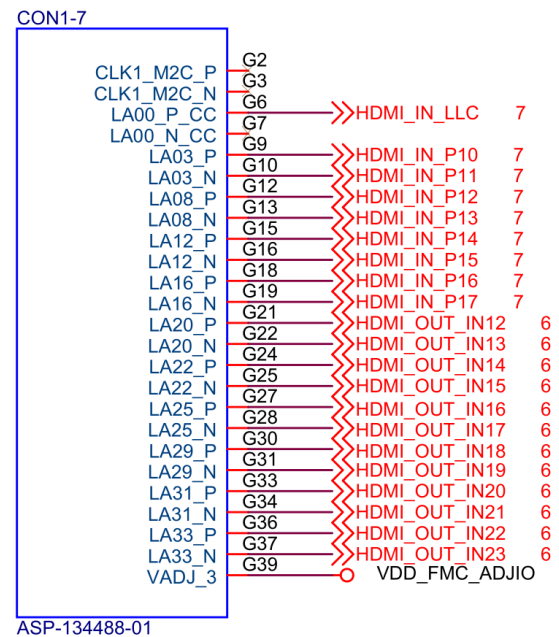 CON1-7
CLK1_M2C_P G2
CLK1_M2C_N G3
LA00_P_CC G6 HDMI_IN_LLC 7
LA00_N_CC G7
LA03_P G9 HDMI_IN_P10 7
LA03_N G10 HDMI_IN_P11 7
LA08_P G12 HDMI_IN_P12 7
LA08_N G13 HDMI_IN_P13 7
LA12_P G15 HDMI_IN_P14 7
LA12_N G16 HDMI_IN_P15 7
LA16_P G18 HDMI_IN_P16 7
LA16_N G19 HDMI_IN_P17 7
LA20_P G21 HDMI_OUT_IN12 6
LA20_N G22 HDMI_OUT_IN13 6
LA22_P G24 HDMI_OUT_IN14 6
LA22_N G25 HDMI_OUT_IN15 6
LA25_P G27 HDMI_OUT_IN16 6
LA25_N G28 HDMI_OUT_IN17 6
LA29_P G30 HDMI_OUT_IN18 6
LA29_N G31 HDMI_OUT_IN19 6
LA31_P G33 HDMI_OUT_IN20 6
LA31_N G34 HDMI_OUT_IN21 6
LA33_P G36 HDMI_OUT_IN22 6
LA33_N G37 HDMI_OUT_IN23 6
VADJ_3 G39 VDD_FMC_ADJIO
ASP-134488-01